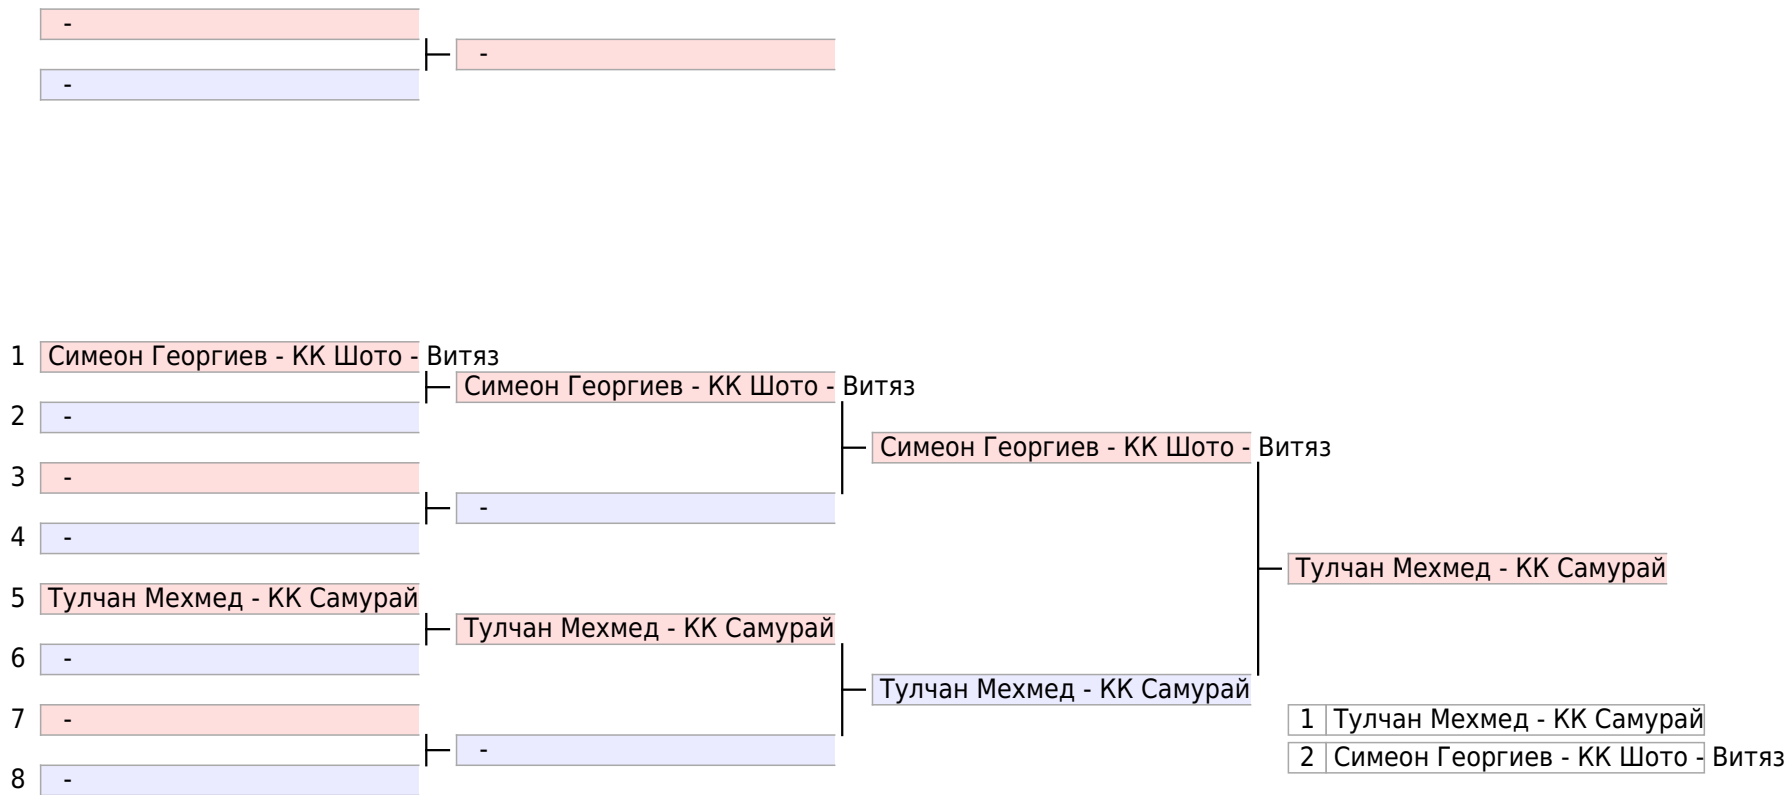 -
-
-
1 Симеон Георгиев - КК Шото - Витяз
Симеон Георгиев - КК Шото - Витяз
2 -
Симеон Георгиев - КК Шото - Витяз
3 -
-
4 -
Тулчан Мехмед - КК Самурай
5 Тулчан Мехмед - КК Самурай
Тулчан Мехмед - КК Самурай
6 -
Тулчан Мехмед - КК Самурай
7 -
1 Тулчан Мехмед - КК Самурай
-
2 Симеон Георгиев - КК Шото - Витяз
8 -